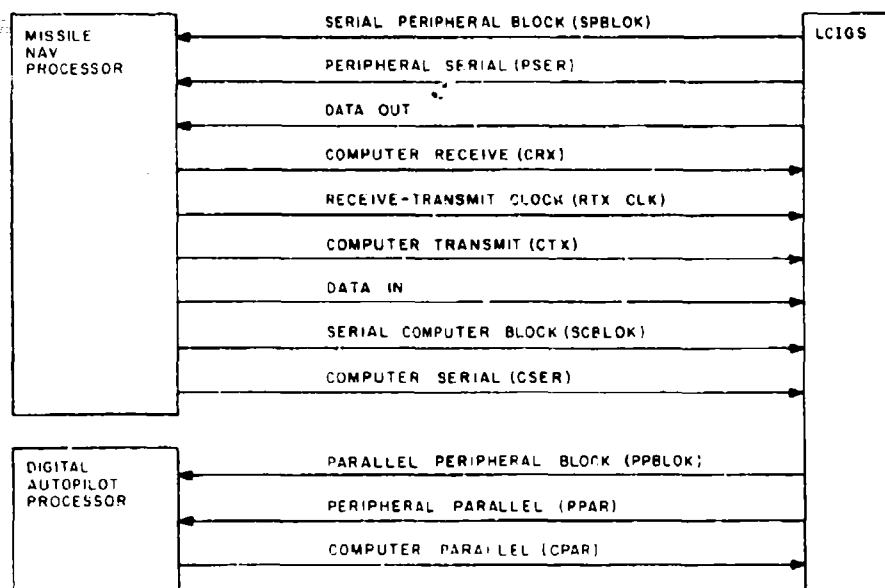 SERIAL PERIPHERAL BLOCK (SPBLOK)
MISSILE
NAV
PROCESSOR
LCIGS
PERIPHERAL SERIAL (PSER)
DATA OUT
COMPUTER RECEIVE (CRX)
RECEIVE-TRANSMIT CLOCK (RTX CLK)
COMPUTER TRANSMIT (CTX)
DATA IN
SERIAL COMPUTER BLOCK (SCBLOK)
COMPUTER SERIAL (CSER)
DIGITAL
AUTOPILOT
PROCESSOR
PARALLEL PERIPHERAL BLOCK (PPBLOK)
PERIPHERAL PARALLEL (PPAR)
COMPUTER PARALLEL (CPAR)